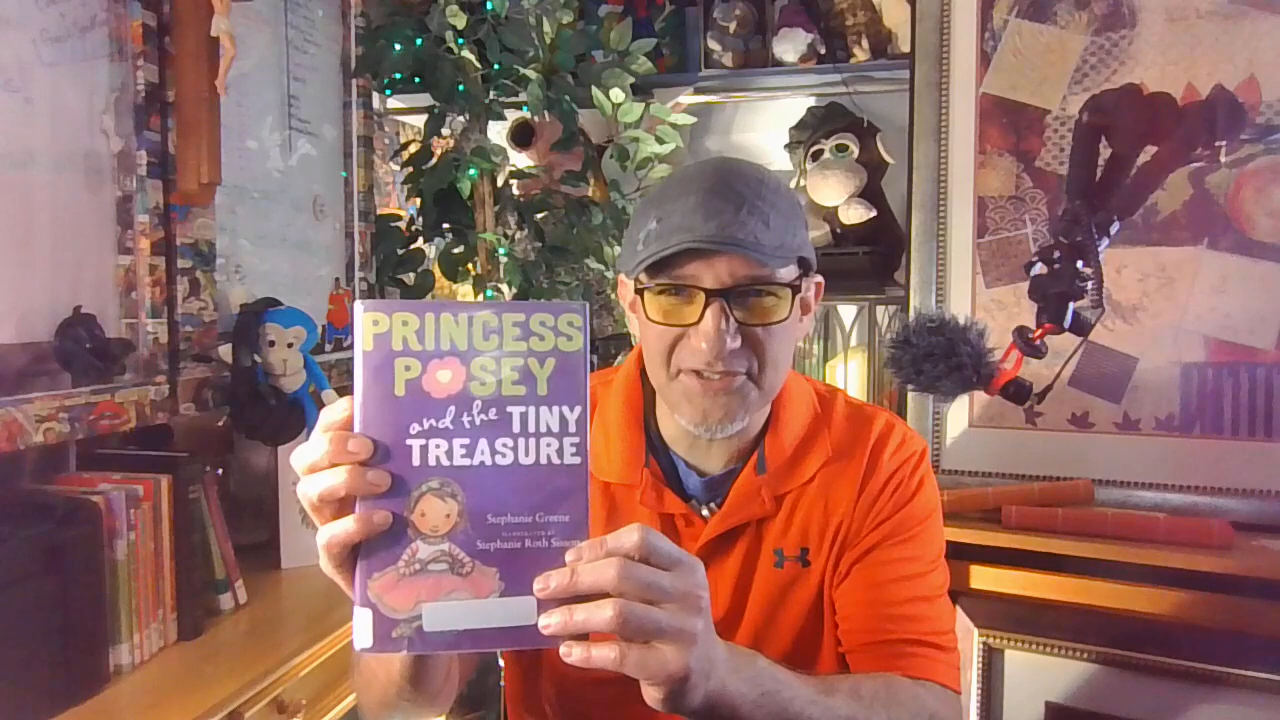 PRINCESS
POSEY
and the TINY
TREASURE
Stephanie Greene
ILLUSTRATED BY
Stephanie Roth Sisson